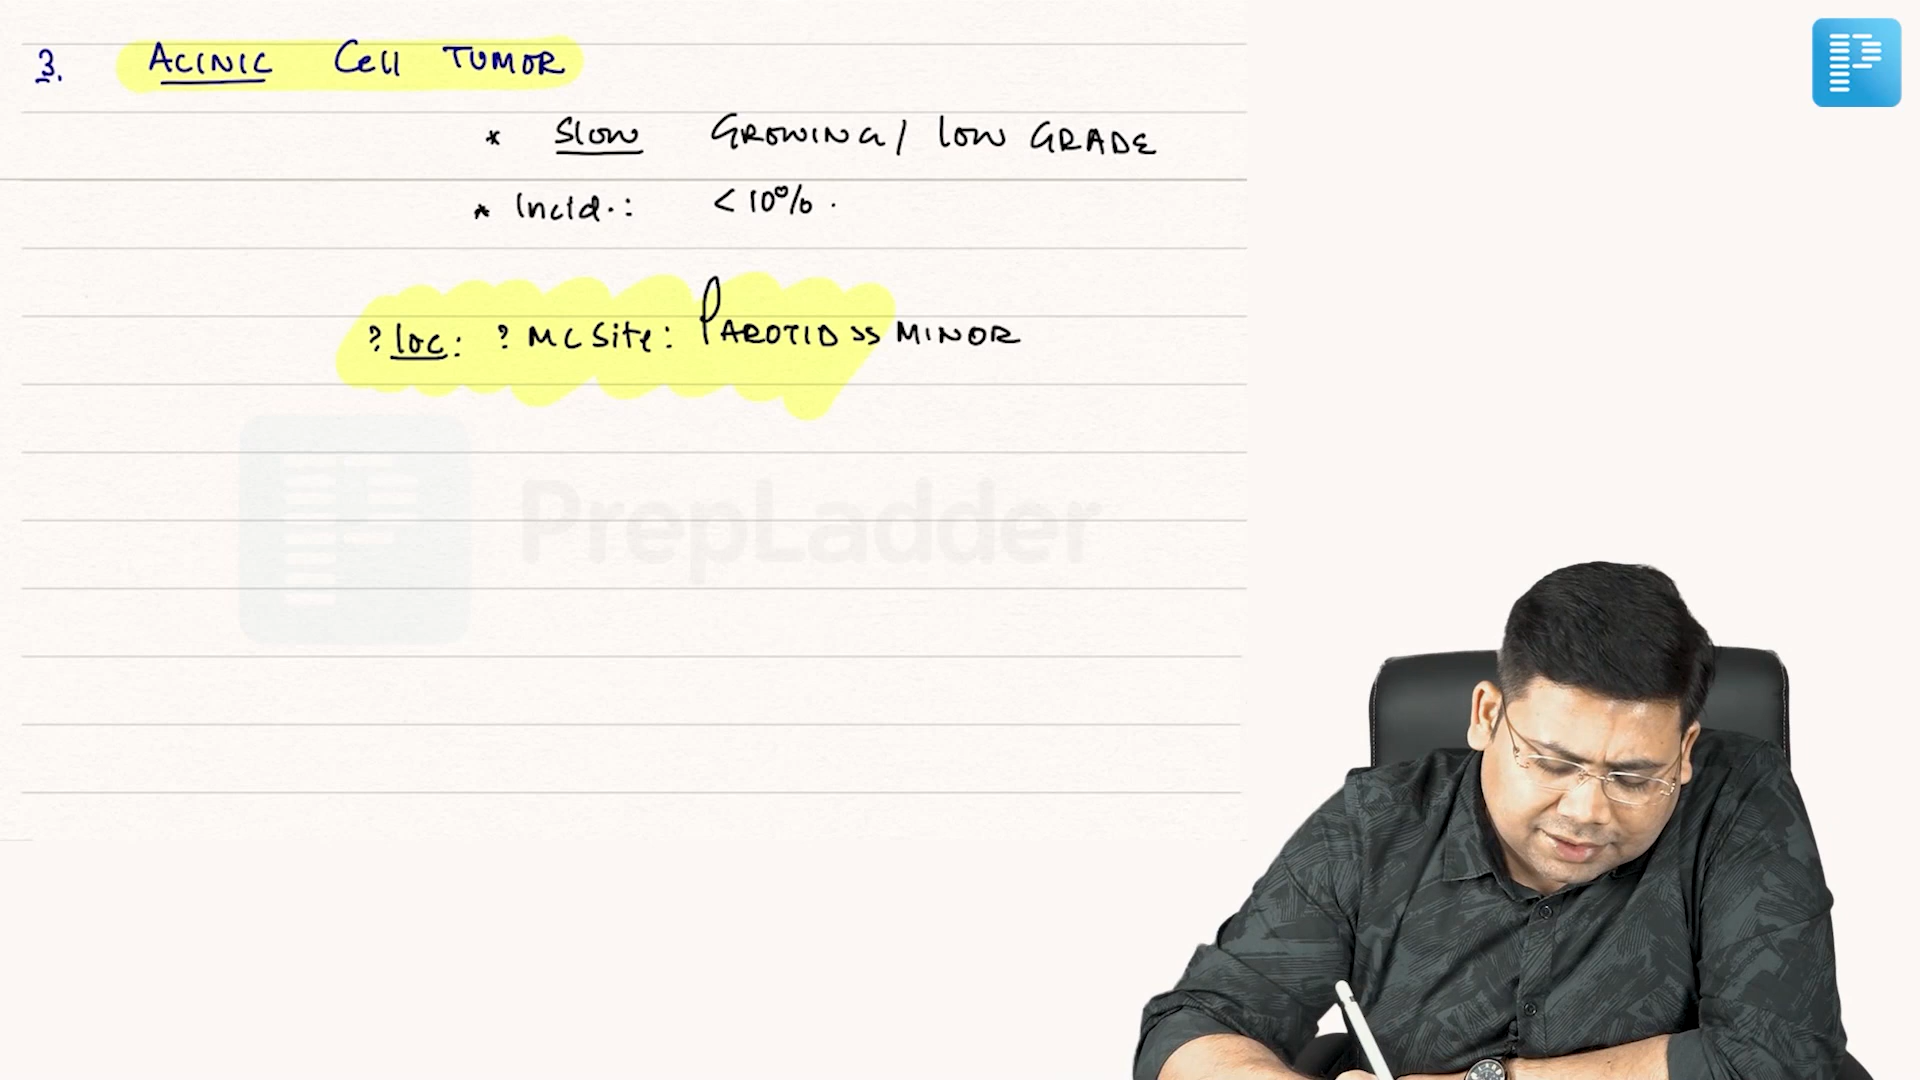 3. ACINIC Cell TUMOR
* Slow GROWING / low GRADE
* Incid.: <10%.
? loc: ? MC Site: PAROTID >> MINOR
PrepLadder